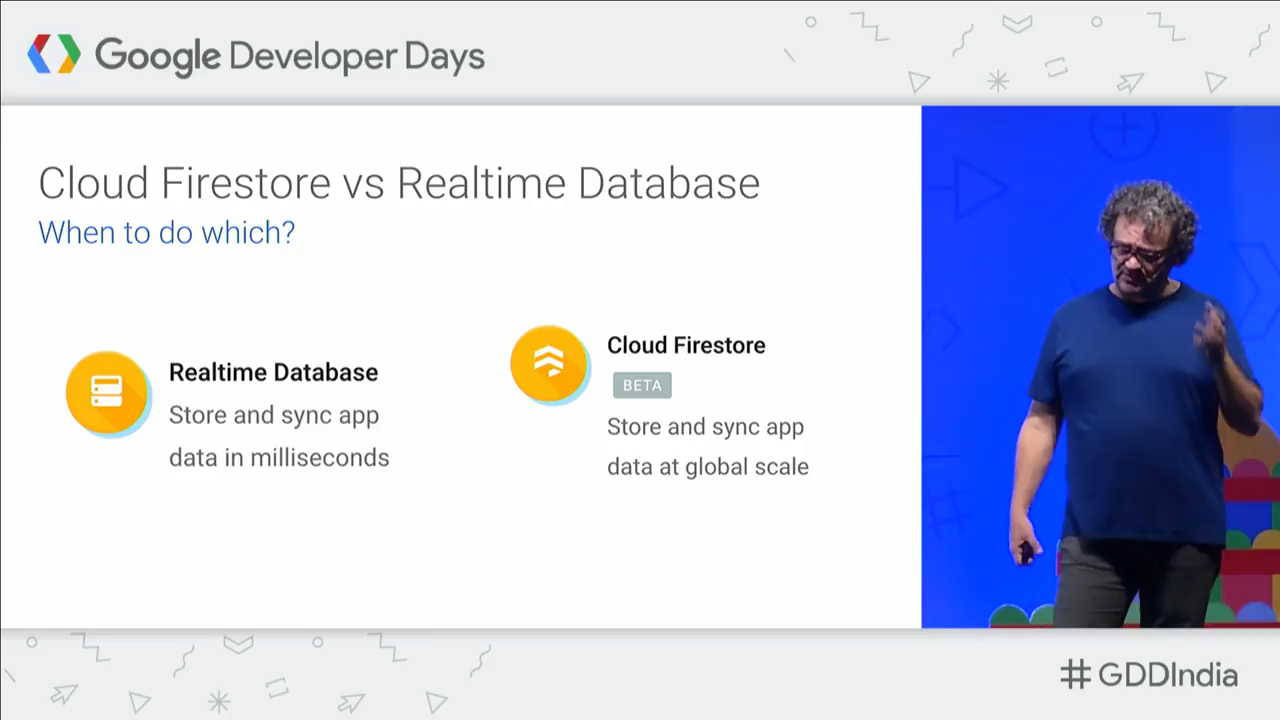 Google Developer Days
Cloud Firestore vs Realtime Database
When to do which?
Realtime Database
Store and sync app
data in milliseconds
Cloud Firestore
BETA
Store and sync app
data at global scale
#GDDIndia